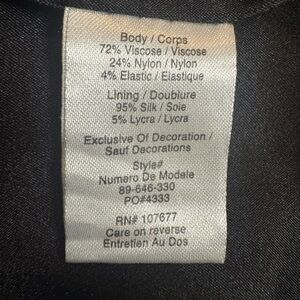 Body / Corps
72% Viscose / Viscose
24% Nylon / Nylon
4% Elastic / Elastique
Lining / Doublure
95% Silk / Soie
5% Lycra / Lycra
Exclusive Of Decoration /
Sauf Decorations
Style#
Numero De Modele
89-646-330
PO#4333
RN# 107677
Care on reverse
Entretien Au Dos